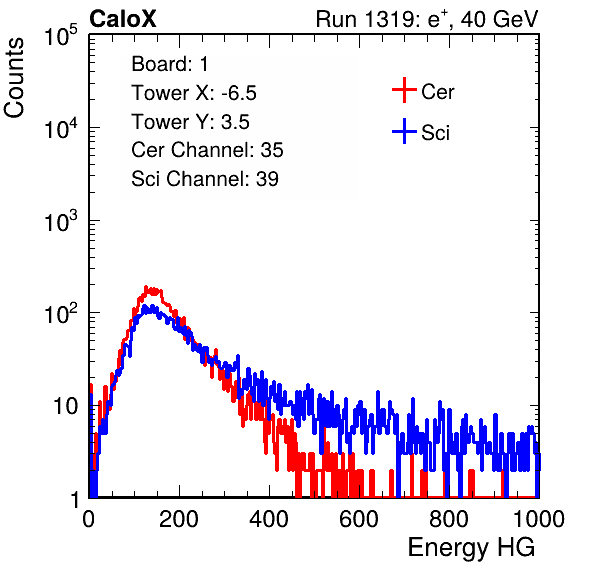 CaloX Run 1319: e⁺, 40 GeV
Counts
10⁵
10⁴
10³
10²
10
1
Board: 1
Tower X: -6.5
Tower Y: 3.5
Cer Channel: 35
Sci Channel: 39
Cer
Sci
0 200 400 600 800 1000
Energy HG